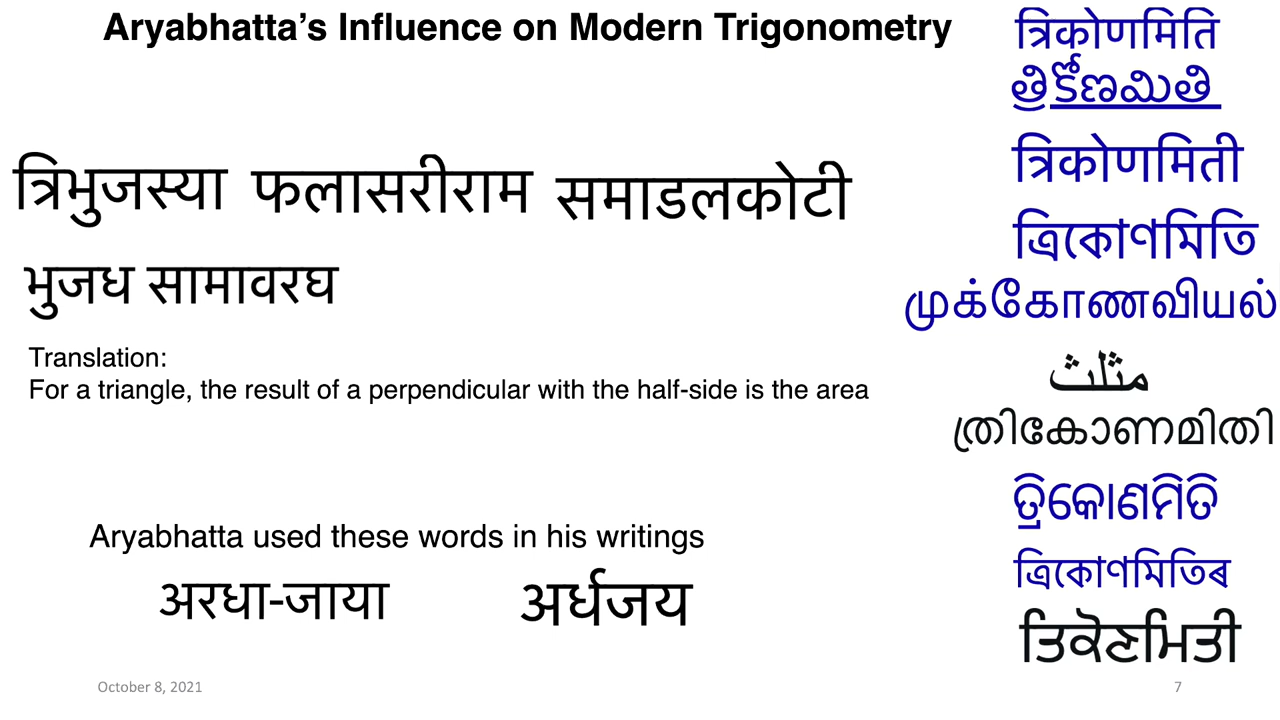 Aryabhatta’s Influence on Modern Trigonometry
त्रिभुजस्या फलासरीराम समाडलकोटी
भुजध सामावरघ
Translation:
For a triangle, the result of a perpendicular with the half-side is the area
Aryabhatta used these words in his writings
अरधा-जाया अर्धजय
त्रिकोणमिति
త్రికోణమితి
त्रिकोणमिती
ত্রিকোণমিতি
முக்கோணவியல்
مثلث
ത്രികോണമിതി
ତ୍ରିକୋଣମିତି
ত্ৰিকোণমিতিৰ
ਤਿਕੋਣਮਿਤੀ
October 8, 2021
7